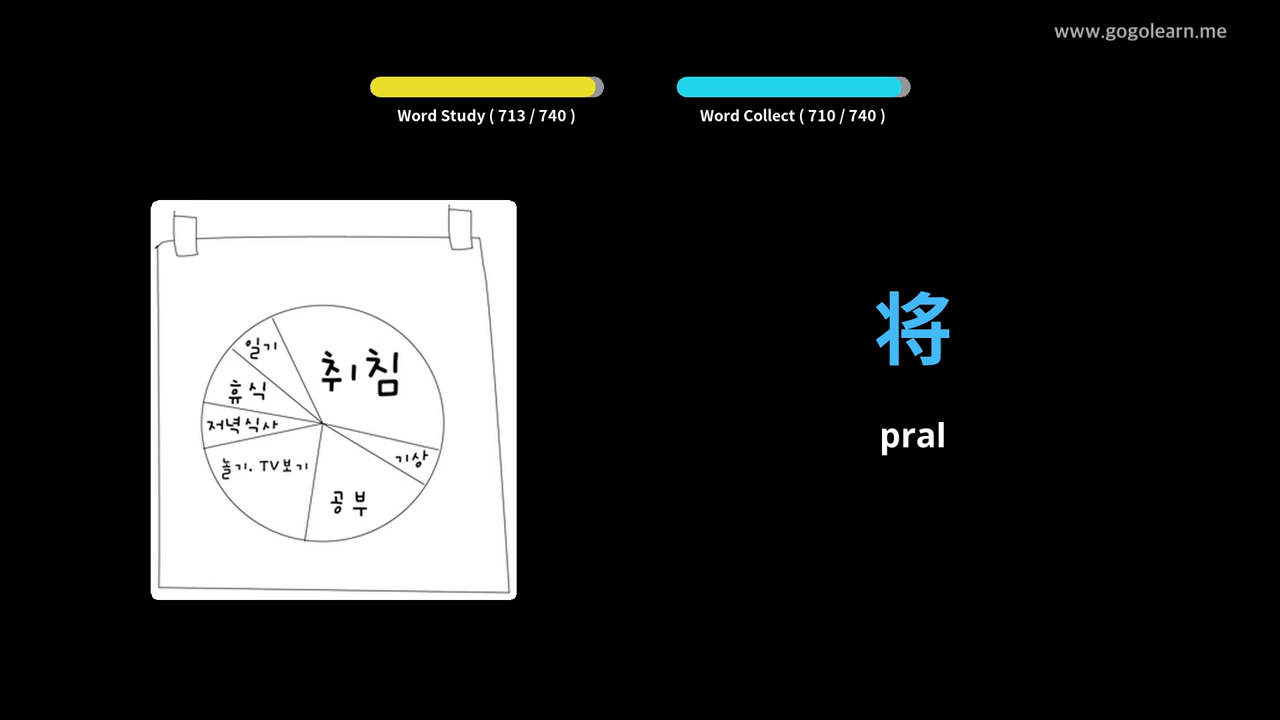 www.gogolearn.me
Word Study ( 713 / 740 )
Word Collect ( 710 / 740 )
일기
취침
휴식
저녁식사
기상
놀기. TV보기
공부
将
pral